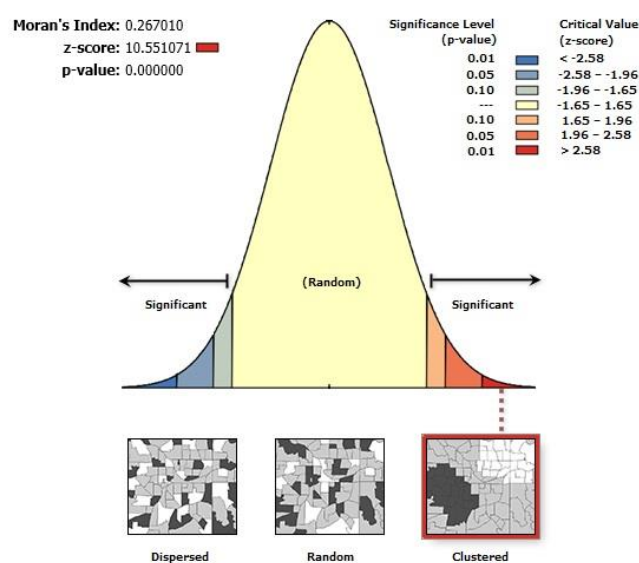 Moran's Index: 0.267010
z-score: 10.551071
p-value: 0.000000
Significance Level
(p-value)
Critical Value
(z-score)
0.01 < -2.58
0.05 -2.58 – -1.96
0.10 -1.96 – -1.65
--- -1.65 – 1.65
0.10 1.65 – 1.96
0.05 1.96 – 2.58
0.01 > 2.58
Significant
(Random)
Significant
Dispersed
Random
Clustered